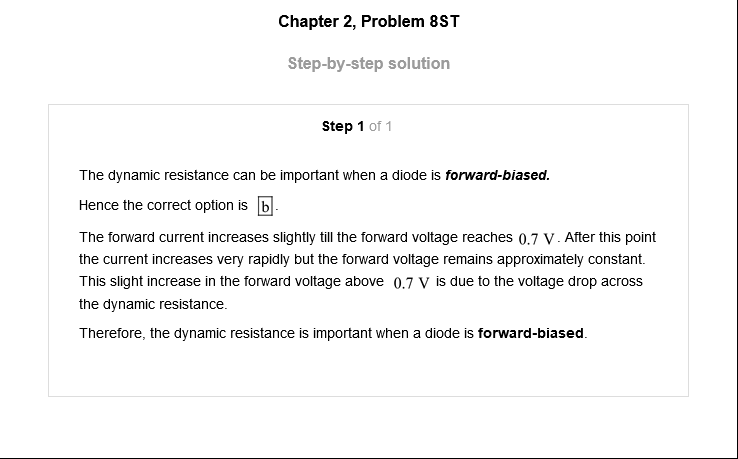 Chapter 2, Problem 8ST
Step-by-step solution
Step 1 of 1
The dynamic resistance can be important when a diode is forward-biased.
Hence the correct option is b.
The forward current increases slightly till the forward voltage reaches 0.7 V. After this point
the current increases very rapidly but the forward voltage remains approximately constant.
This slight increase in the forward voltage above 0.7 V is due to the voltage drop across
the dynamic resistance.
Therefore, the dynamic resistance is important when a diode is forward-biased.